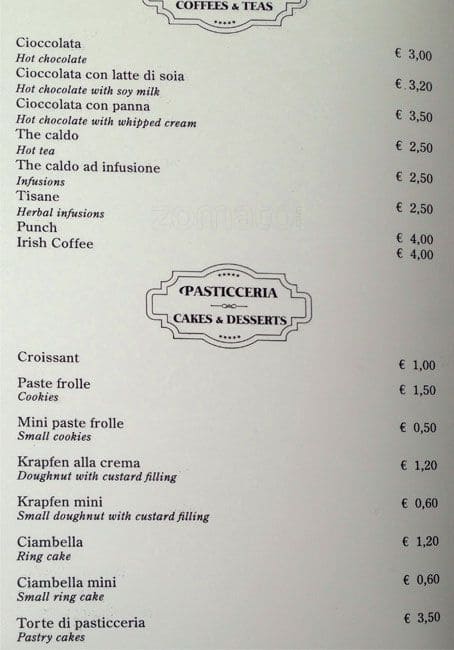 COFFEES & TEAS
Cioccolata € 3,00
Hot chocolate
Cioccolata con latte di soia € 3,20
Hot chocolate with soy milk
Cioccolata con panna € 3,50
Hot chocolate with whipped cream
The caldo € 2,50
Hot tea
The caldo ad infusione € 2,50
Infusions
Tisane € 2,50
Herbal infusions
Punch € 4,00
Irish Coffee € 4,00
PASTICCERIA
CAKES & DESSERTS
Croissant € 1,00
Paste frolle € 1,50
Cookies
Mini paste frolle € 0,50
Small cookies
Krapfen alla crema € 1,20
Doughnut with custard filling
Krapfen mini € 0,60
Small doughnut with custard filling
Ciambella € 1,20
Ring cake
Ciambella mini € 0,60
Small ring cake
Torte di pasticceria € 3,50
Pastry cakes